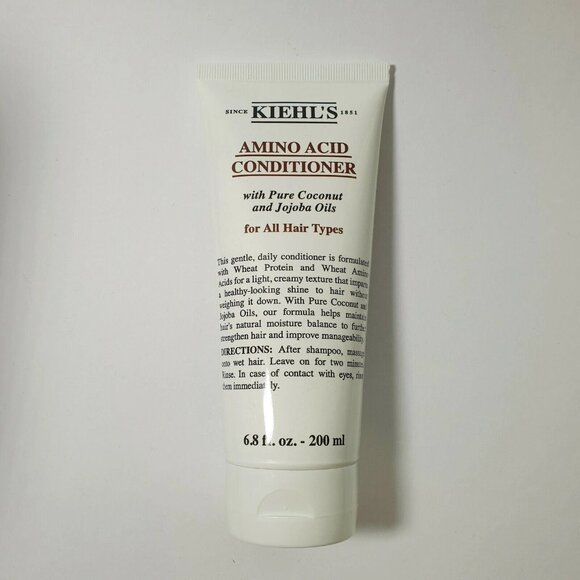 SINCE KIEHL'S 1851
AMINO ACID
CONDITIONER
with Pure Coconut
and Jojoba Oils
for All Hair Types
This gentle, daily conditioner is formulated
with Wheat Protein and Wheat Amino
Acids for a light, creamy texture that imparts
a healthy-looking shine to hair without
weighing it down. With Pure Coconut and
Jojoba Oils, our formula helps maintain
hair's natural moisture balance to further
strengthen hair and improve manageability.
DIRECTIONS: After shampoo, massage
onto wet hair. Leave on for two minutes.
Rinse. In case of contact with eyes, rinse
them immediately.
6.8 fl. oz. - 200 ml